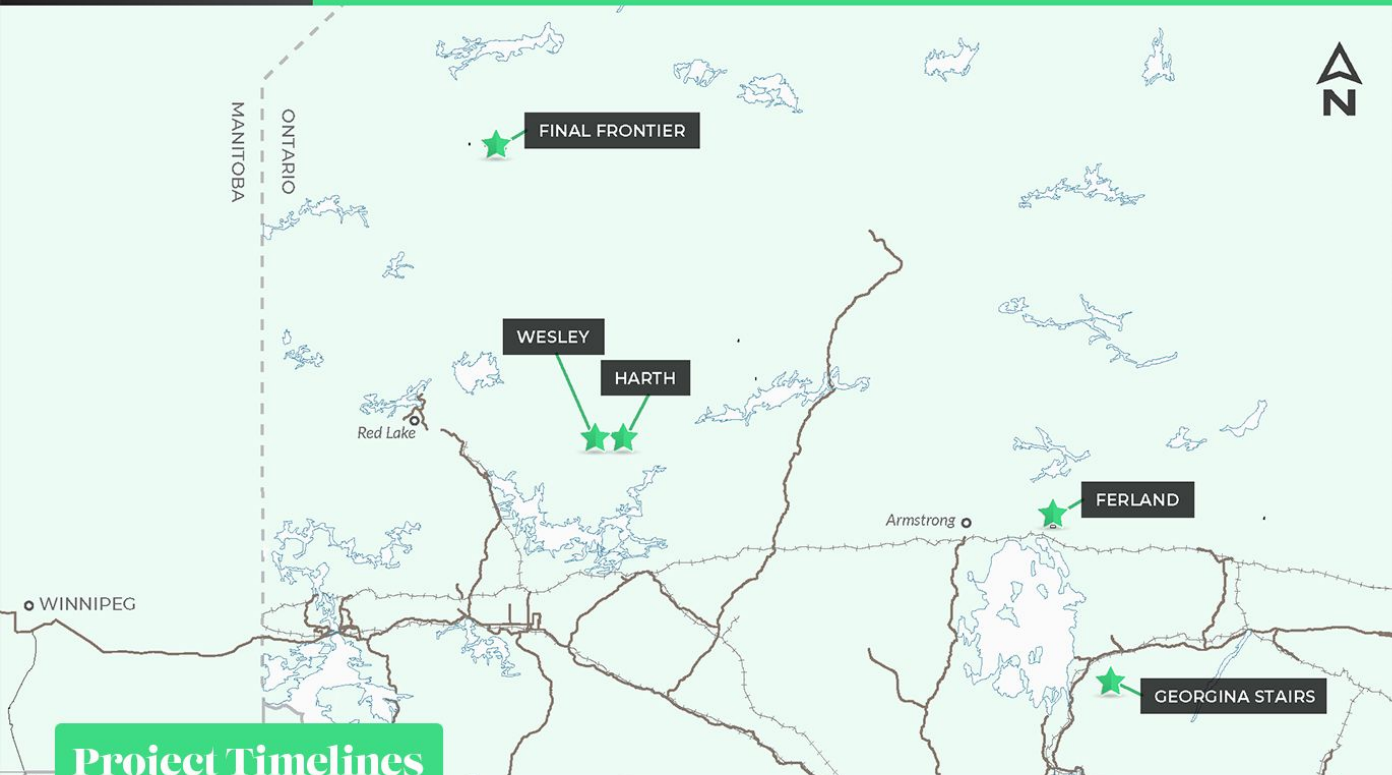 N
MANITOBA
ONTARIO
FINAL FRONTIER
WESLEY
HARTH
Red Lake
FERLAND
Armstrong
WINNIPEG
GEORGINA STAIRS
Project Timelines